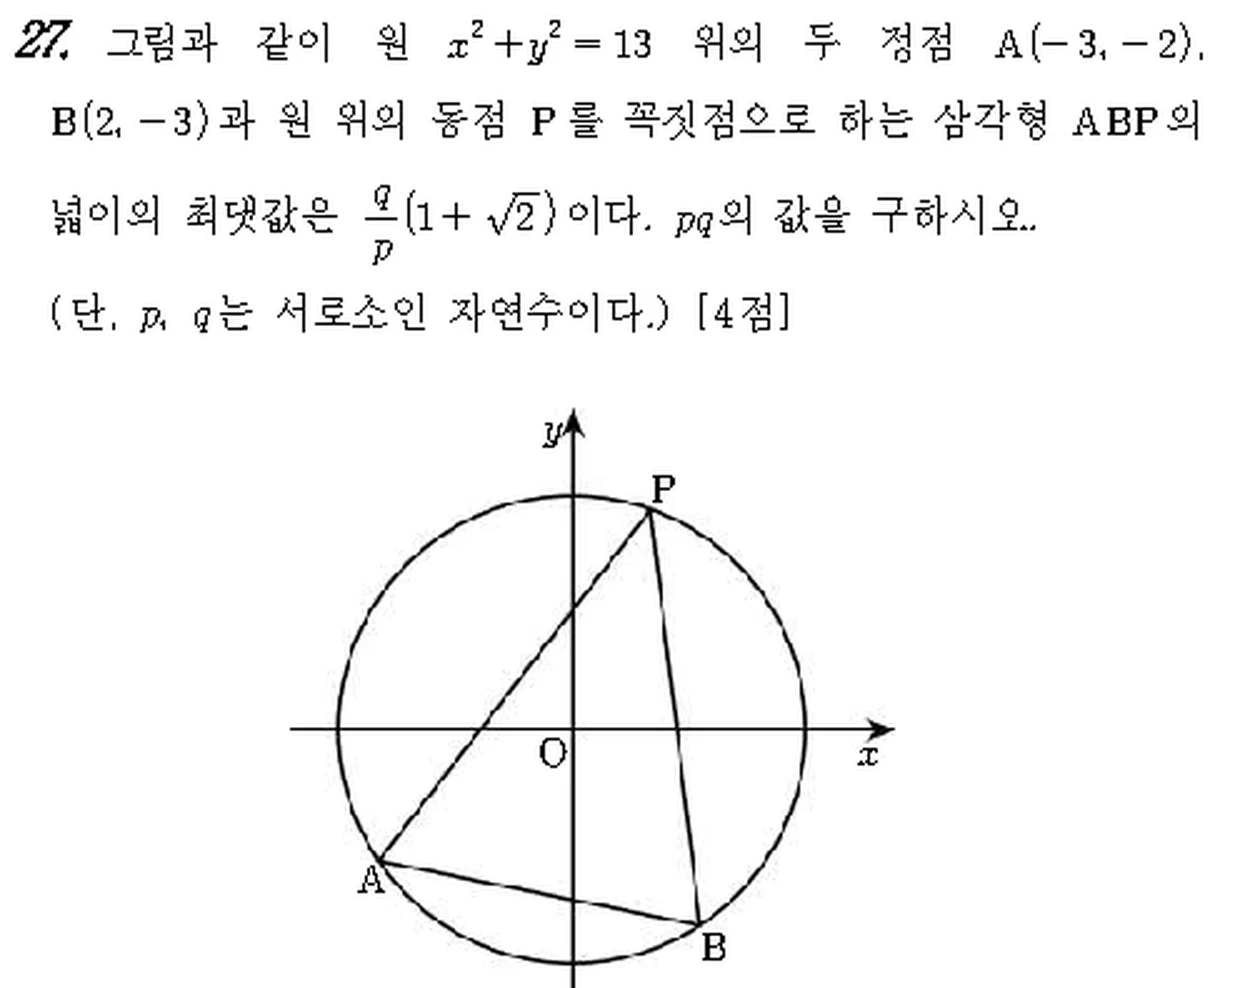 27. 그림과 같이 원 x²+y²=13 위의 두 정점 A(-3, -2),
B(2, -3)과 원 위의 동점 P를 꼭짓점으로 하는 삼각형 ABP의
넓이의 최댓값은 q/p(1+√2)이다. pq의 값을 구하시오.
(단, p, q는 서로소인 자연수이다.) [4점]
y
P
O
x
A
B